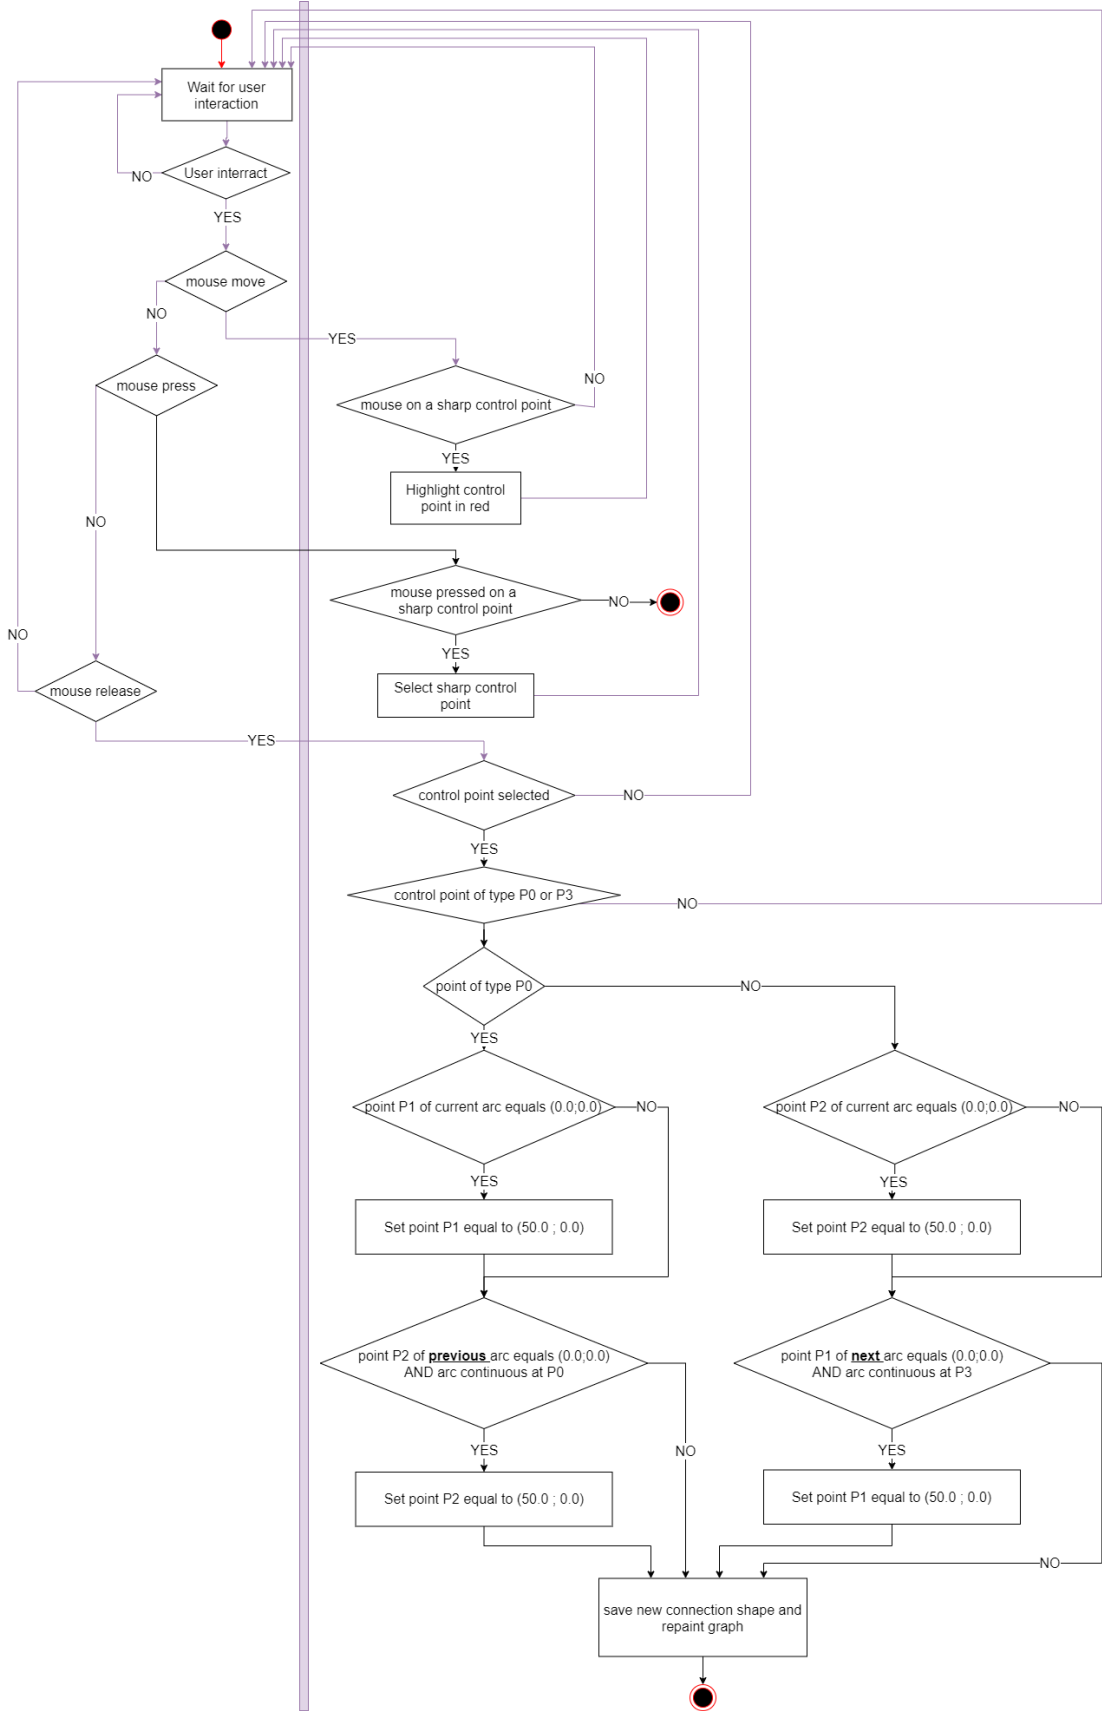 Wait for user
interaction
User interract
NO
YES
mouse move
NO
YES
mouse press
NO
mouse on a sharp control point
YES
Highlight control
point in red
NO
mouse pressed on a
sharp control point
NO
YES
NO
mouse release
Select sharp control
point
YES
control point selected
NO
YES
control point of type P0 or P3
NO
point of type P0
NO
YES
point P1 of current arc equals (0.0;0.0)
NO
point P2 of current arc equals (0.0;0.0)
NO
YES
YES
Set point P1 equal to (50.0 ; 0.0)
Set point P2 equal to (50.0 ; 0.0)
point P2 of previous arc equals (0.0;0.0)
AND arc continuous at P0
point P1 of next arc equals (0.0;0.0)
AND arc continuous at P3
YES
NO
YES
Set point P2 equal to (50.0 ; 0.0)
Set point P1 equal to (50.0 ; 0.0)
NO
save new connection shape and
repaint graph